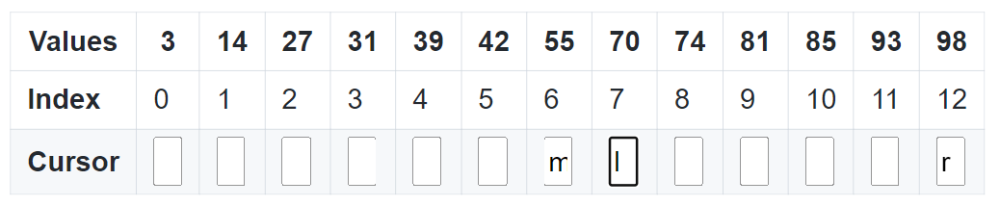 Values 3 14 27 31 39 42 55 70 74 81 85 93 98
Index 0 1 2 3 4 5 6 7 8 9 10 11 12
Cursor m l r